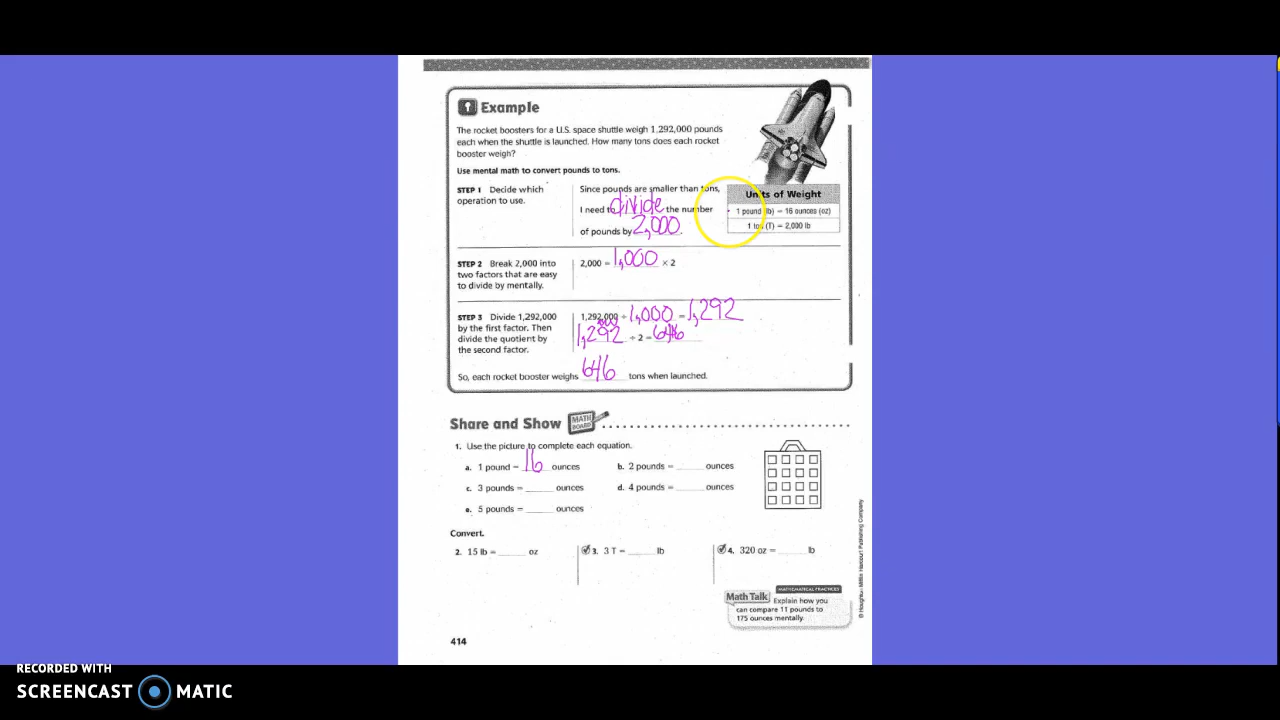 Example
The rocket boosters for a U.S. space shuttle weigh 1,292,000 pounds
each when the shuttle is launched. How many tons does each rocket
booster weigh?
Use mental math to convert pounds to tons.
STEP 1 Decide which
operation to use.
Since pounds are smaller than tons,
I need to divide the number
of pounds by 2,000.
Units of Weight
1 pound (lb) = 16 ounces (oz)
1 ton (T) = 2,000 lb
STEP 2 Break 2,000 into
two factors that are easy
to divide by mentally.
2,000 = 1,000 × 2
STEP 3 Divide 1,292,000
by the first factor. Then
divide the quotient by
the second factor.
1,292,000 ÷ 1,000 = 1,292
1,292 ÷ 2 = 646
So, each rocket booster weighs 646 tons when launched.
Share and Show MATH BOARD
1. Use the picture to complete each equation.
a. 1 pound = 16 ounces
b. 2 pounds = ounces
c. 3 pounds = ounces
d. 4 pounds = ounces
e. 5 pounds = ounces
Convert.
2. 15 lb = oz
3. 3 T = lb
4. 320 oz = lb
MATHEMATICAL PRACTICES
Math Talk Explain how you
can compare 11 pounds to
175 ounces mentally.
414
© Houghton Mifflin Harcourt Publishing Company
RECORDED WITH
SCREENCAST MATIC